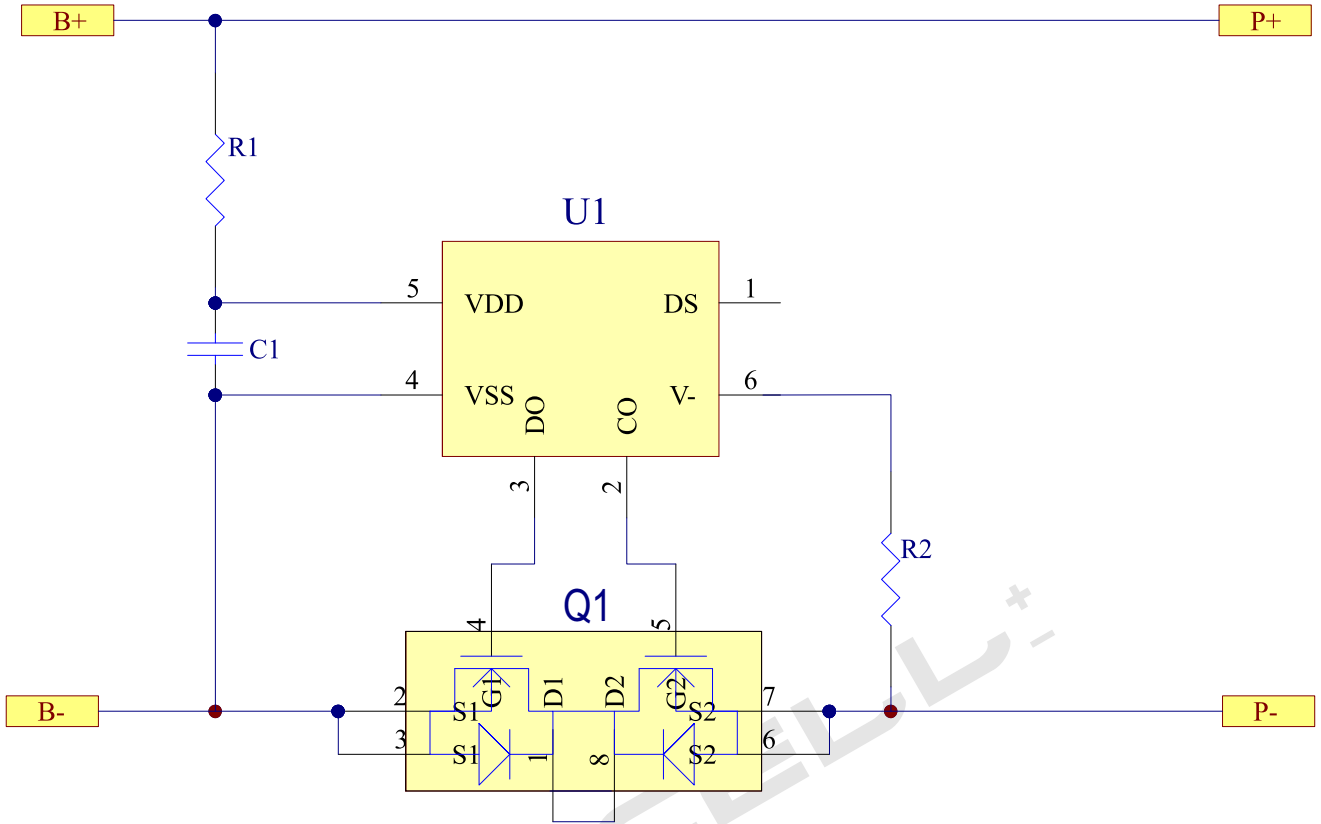 B+ P+
R1
U1
5 VDD DS 1
C1
4 VSS DO CO V- 6
3 2
R2
Q1
4 5
2 S1 G1 D1 D2 G2 S2 7
B- P-
3 S1 1 8 S2 6